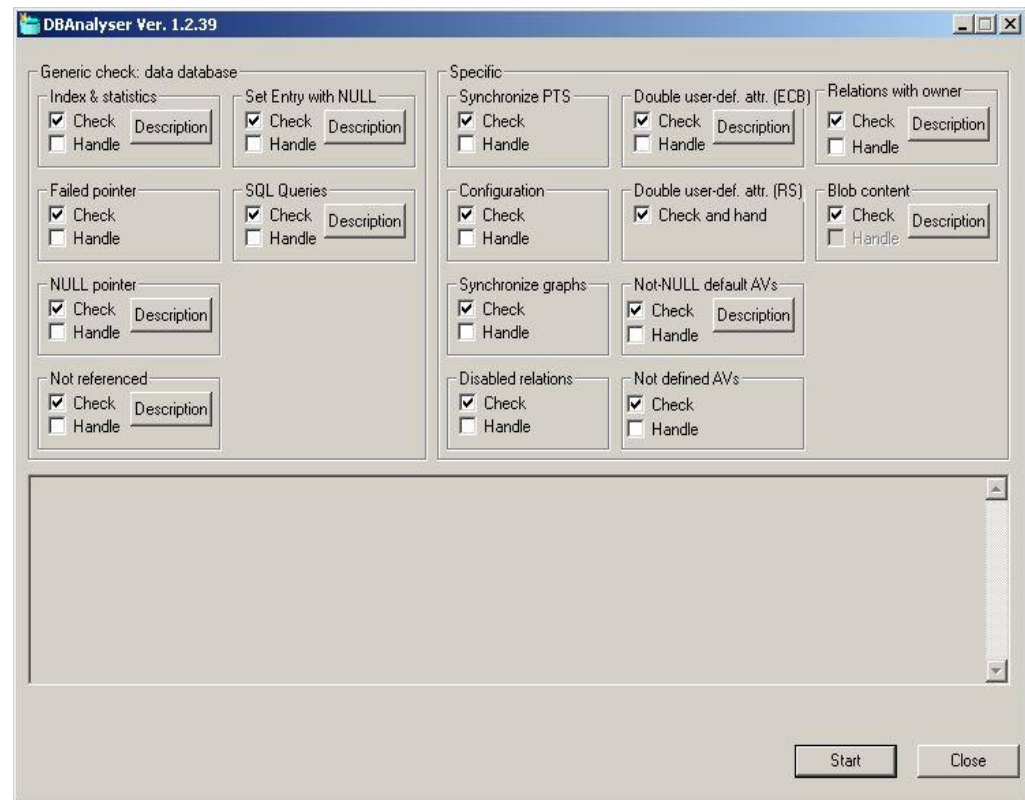 DBAnalyser Ver. 1.2.39
Generic check: data database
Index & statistics
Check
Handle
Description
Set Entry with NULL
Check
Handle
Description
Failed pointer
Check
Handle
SQL Queries
Check
Handle
Description
NULL pointer
Check
Handle
Description
Not referenced
Check
Handle
Description
Specific
Synchronize PTS
Check
Handle
Double user-def. attr. (ECB)
Check
Handle
Description
Relations with owner
Check
Handle
Description
Configuration
Check
Handle
Double user-def. attr. (RS)
Check and hand
Blob content
Check
Handle
Description
Synchronize graphs
Check
Handle
Not-NULL default AVs
Check
Handle
Description
Disabled relations
Check
Handle
Not defined AVs
Check
Handle
Start
Close